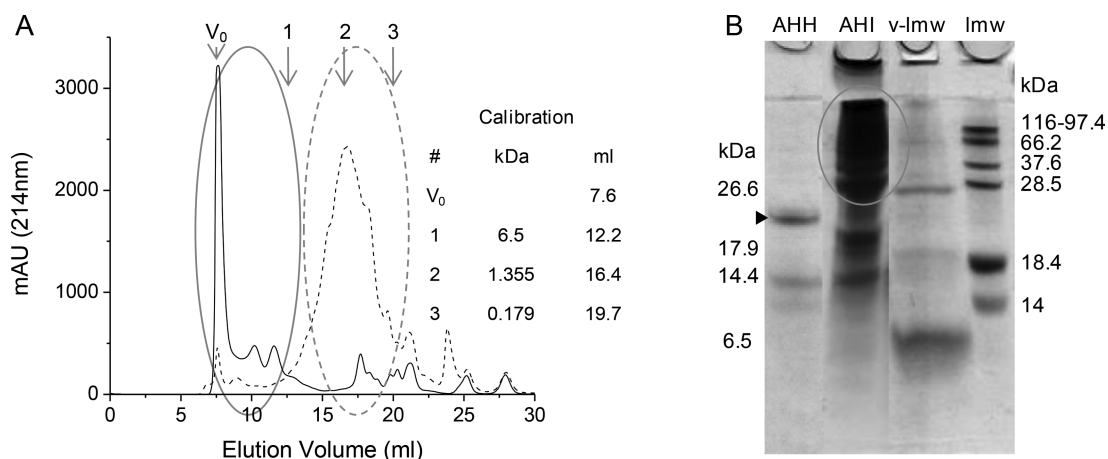 A
V0 1 2 3
3000
2000
1000
0
mAU (214nm)
0 5 10 15 20 25 30
Elution Volume (ml)
Calibration
# kDa ml
V0 7.6
1 6.5 12.2
2 1.355 16.4
3 0.179 19.7
B
AHH AHI v-lmw lmw
kDa
26.6
17.9
14.4
6.5
kDa
116-97.4
66.2
37.6
28.5
18.4
14